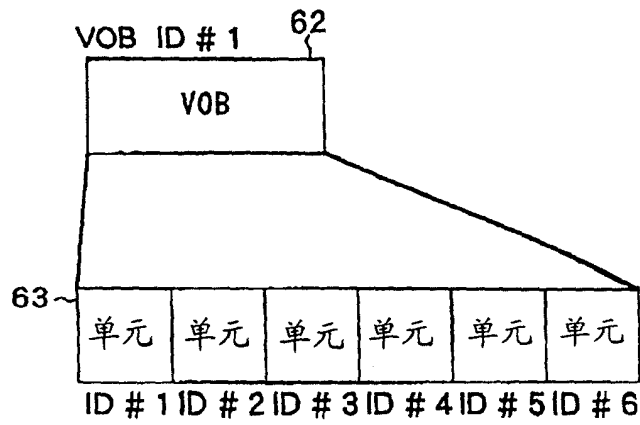 VOB ID # 1 62
VOB
63
单元 单元 单元 单元 单元 单元
ID # 1 ID # 2 ID # 3 ID # 4 ID # 5 ID # 6